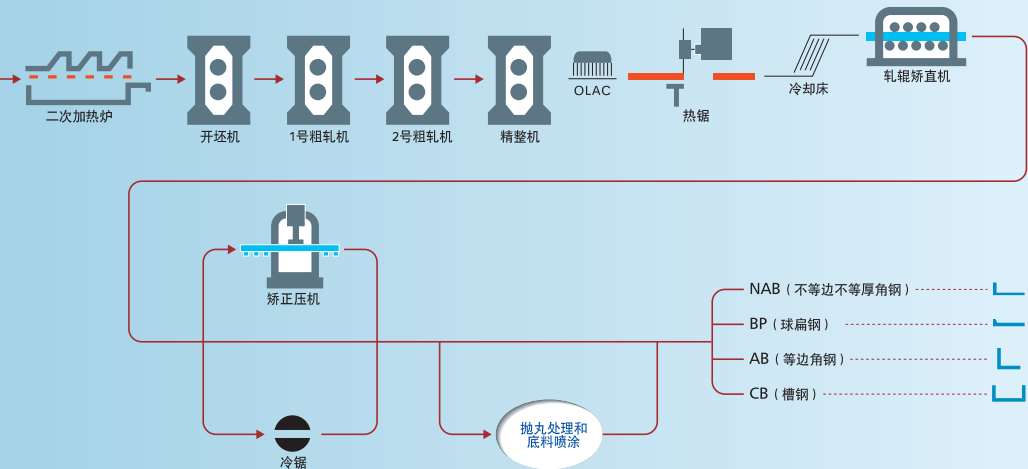 二次加热炉
开坯机
1号粗轧机
2号粗轧机
精整机
OLAC
热锯
冷却床
轧辊矫直机
矫正压机
NAB（不等边不等厚角钢）
BP（球扁钢）
AB（等边角钢）
CB（槽钢）
抛丸处理和
底料喷涂
冷锯